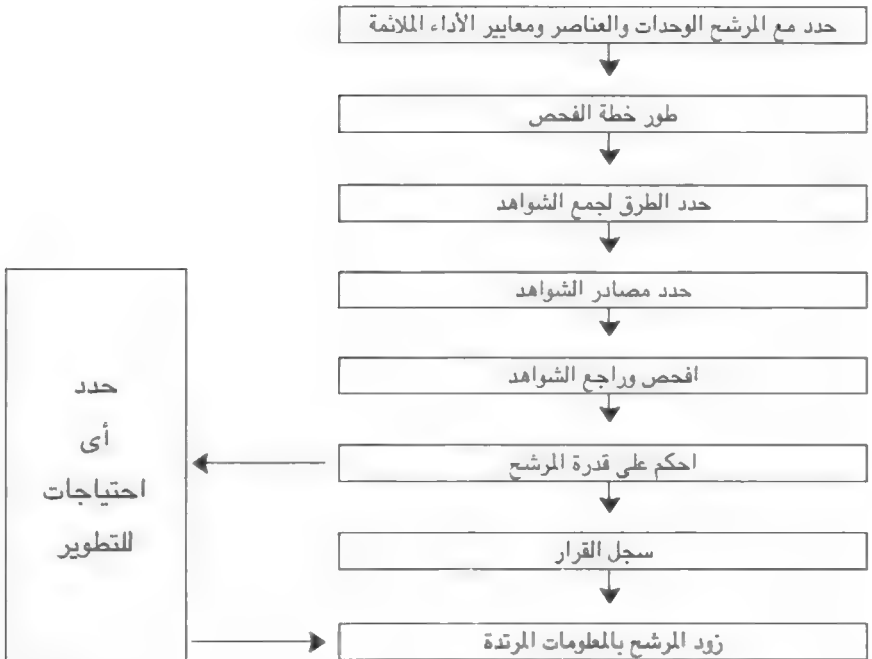 حدد مع المرشح الوحدات والعناصر ومعايير الأداء الملائمة
طور خطة الفحص
حدد الطرق لجمع الشواهد
حدد مصادر الشواهد
افحص وراجع الشواهد
احكم على قدرة المرشح
سجل القرار
زود المرشح بالمعلومات المرتدة
حدد
أى
احتياجات
للتطوير